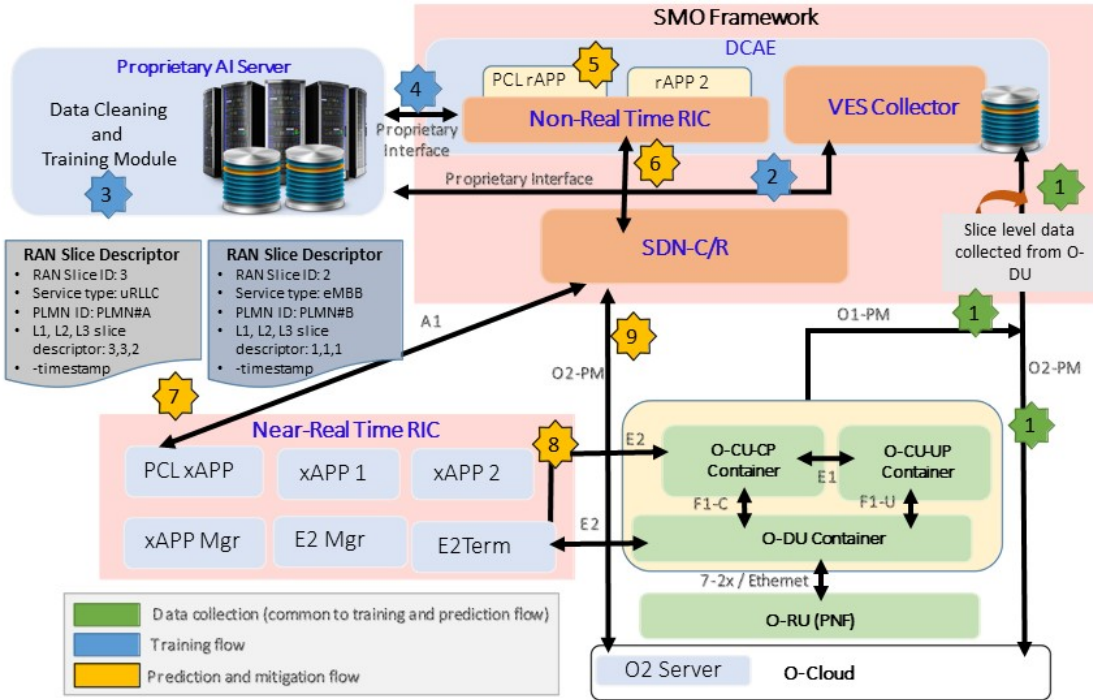 SMO Framework
DCAE
Proprietary AI Server
Data Cleaning
and
Training Module
3
4
Proprietary
Interface
PCL rAPP
5
rAPP 2
Non-Real Time RIC
VES Collector
6
2
Proprietary Interface
1
SDN-C/R
Slice level data
collected from O-
DU
RAN Slice Descriptor
• RAN Slice ID: 3
• Service type: uRLLC
• PLMN ID: PLMN#A
• L1, L2, L3 slice
descriptor: 3,3,2
• -timestamp
RAN Slice Descriptor
• RAN Slice ID: 2
• Service type: eMBB
• PLMN ID: PLMN#B
• L1, L2, L3 slice
descriptor: 1,1,1
• -timestamp
A1
9
O1-PM
1
O2-PM
O2-PM
7
Near-Real Time RIC
8
1
PCL xAPP
xAPP 1
xAPP 2
xAPP Mgr
E2 Mgr
E2Term
E2
E2
O-CU-CP
Container
E1
O-CU-UP
Container
F1-C
F1-U
O-DU Container
7-2x / Ethernet
O-RU (PNF)
O2 Server
O-Cloud
Data collection (common to training and prediction flow)
Training flow
Prediction and mitigation flow